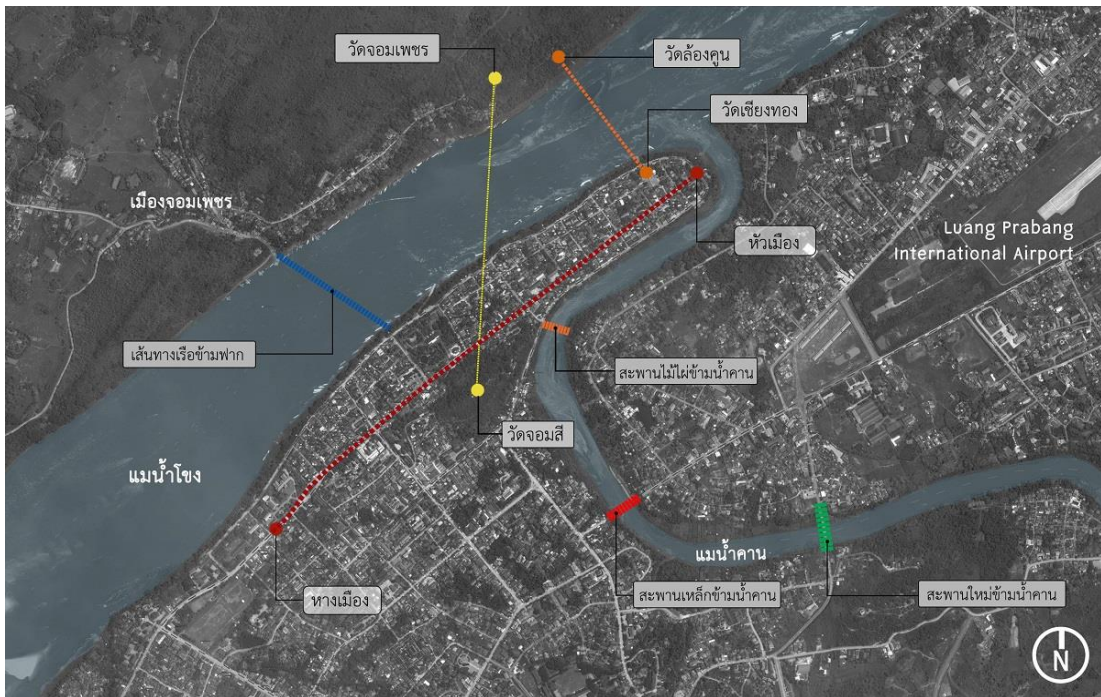 วัดจอมเพชร
วัดล้องคูน
วัดเชียงทอง
เมืองจอมเพชร
หัวเมือง
Luang Prabang
International Airport
เส้นทางเรือข้ามฟาก
สะพานไม้ไผ่ข้ามน้ำคาน
วัดจอมสี
แมน้ำโขง
แมน้ำคาน
หางเมือง
สะพานเหล็กข้ามน้ำคาน
สะพานใหม่ข้ามน้ำคาน
N